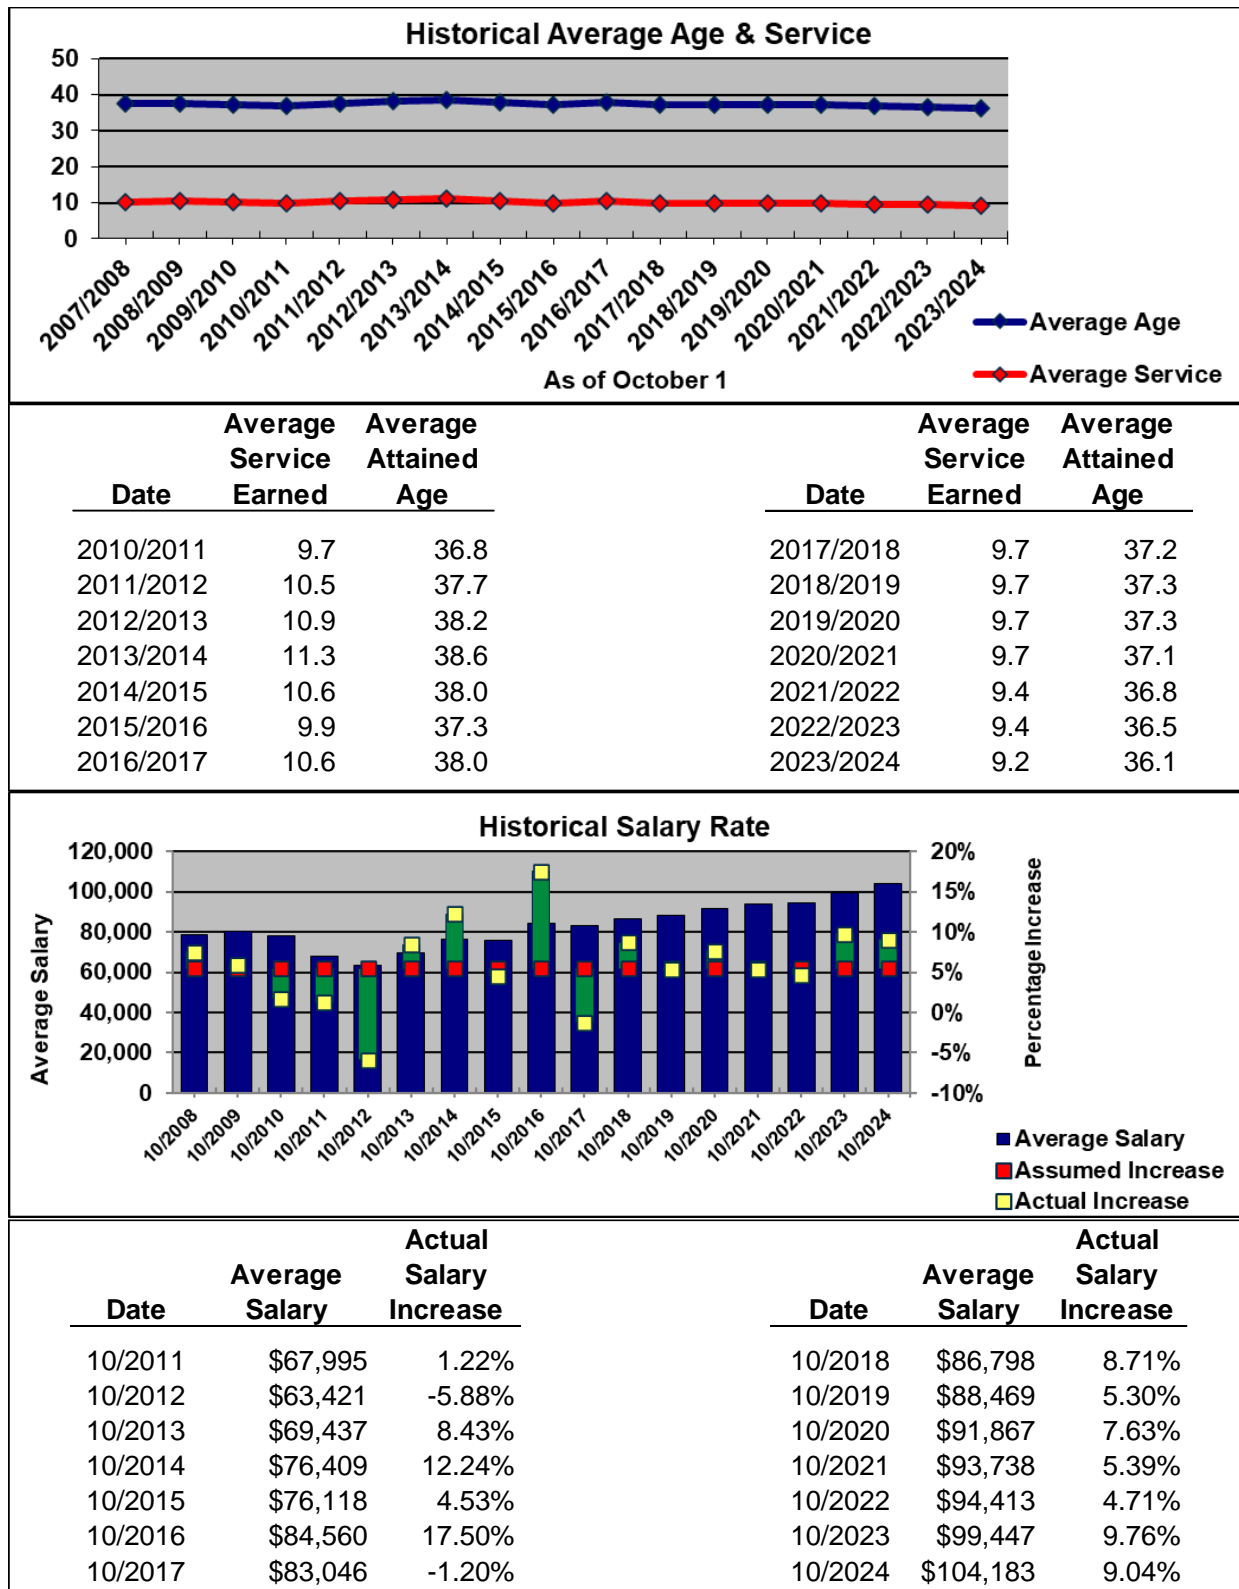 Historical Average Age & Service
50
40
30
20
10
0
2007/2008 2008/2009 2009/2010 2010/2011 2011/2012 2012/2013 2013/2014 2014/2015 2015/2016 2016/2017 2017/2018 2018/2019 2019/2020 2020/2021 2021/2022 2022/2023 2023/2024
Average Age
As of October 1
Average Service
Average Average Average Average
Service Attained Service Attained
Date Earned Age Date Earned Age
2010/2011 9.7 36.8 2017/2018 9.7 37.2
2011/2012 10.5 37.7 2018/2019 9.7 37.3
2012/2013 10.9 38.2 2019/2020 9.7 37.3
2013/2014 11.3 38.6 2020/2021 9.7 37.1
2014/2015 10.6 38.0 2021/2022 9.4 36.8
2015/2016 9.9 37.3 2022/2023 9.4 36.5
2016/2017 10.6 38.0 2023/2024 9.2 36.1
Historical Salary Rate
Average Salary
120,000 20%
100,000 15%
80,000 10%
60,000 5%
40,000 0%
20,000 -5%
0 -10%
Percentage Increase
10/2008 10/2009 10/2010 10/2011 10/2012 10/2013 10/2014 10/2015 10/2016 10/2017 10/2018 10/2019 10/2020 10/2021 10/2022 10/2023 10/2024
Average Salary
Assumed Increase
Actual Increase
Actual Actual
Average Salary Average Salary
Date Salary Increase Date Salary Increase
10/2011 $67,995 1.22% 10/2018 $86,798 8.71%
10/2012 $63,421 -5.88% 10/2019 $88,469 5.30%
10/2013 $69,437 8.43% 10/2020 $91,867 7.63%
10/2014 $76,409 12.24% 10/2021 $93,738 5.39%
10/2015 $76,118 4.53% 10/2022 $94,413 4.71%
10/2016 $84,560 17.50% 10/2023 $99,447 9.76%
10/2017 $83,046 -1.20% 10/2024 $104,183 9.04%